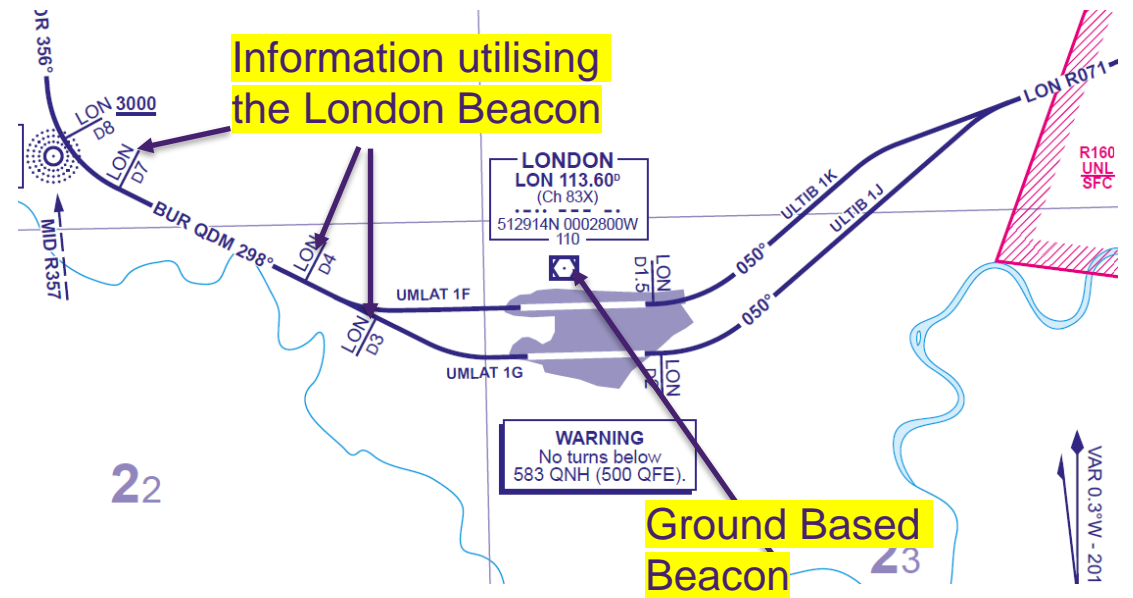 DR 356°
Information utilising
the London Beacon
LON 3000
D8
LON
D7
MID R357
BUR QDM 298°
LON
D4
LON
D3
UMLAT 1F
UMLAT 1G
LONDON
LON 113.60ᴰ
(Ch 83X)
512914N 0002800W
110
LON
D1.5
LON
D2
050°
ULTIB 1K
050°
ULTIB 1J
LON R071
R160
UNL
SFC
WARNING
No turns below
583 QNH (500 QFE).
22
Ground Based
Beacon
23
VAR 0.3°W - 201